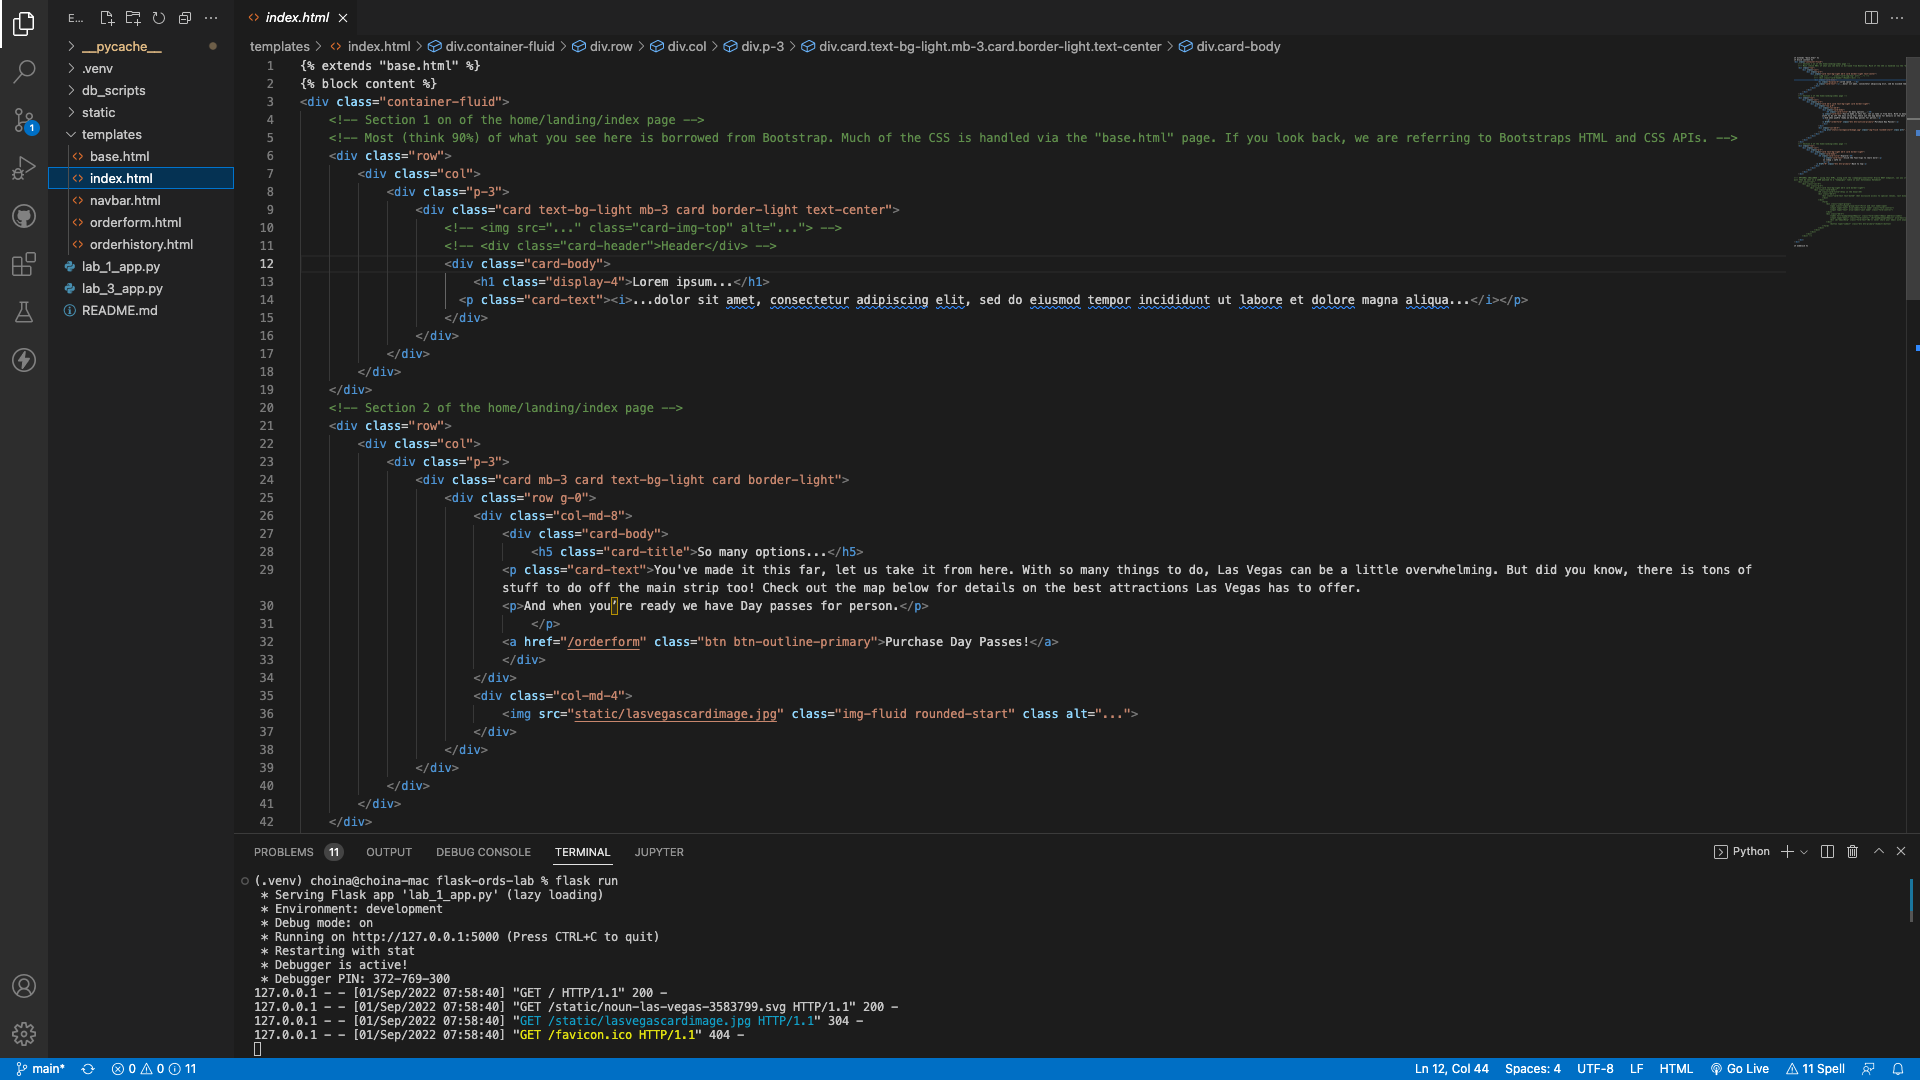 E...
index.html
__pycache__
.venv
db_scripts
static
templates
base.html
index.html
navbar.html
orderform.html
orderhistory.html
lab_1_app.py
lab_3_app.py
README.md
1
templates > index.html > div.container-fluid > div.row > div.col > div.p-3 > div.card.text-bg-light.mb-3.card.border-light.text-center > div.card-body
1 {% extends "base.html" %}
2 {% block content %}
3 <div class="container-fluid">
4 <!-- Section 1 on of the home/landing/index page -->
5 <!-- Most (think 90%) of what you see here is borrowed from Bootstrap. Much of the CSS is handled via the "base.html" page. If you look back, we are referring to Bootstraps HTML and CSS APIs. -->
6 <div class="row">
7 <div class="col">
8 <div class="p-3">
9 <div class="card text-bg-light mb-3 card border-light text-center">
10 <!-- <img src="..." class="card-img-top" alt="..."> -->
11 <!-- <div class="card-header">Header</div> -->
12 <div class="card-body">
13 <h1 class="display-4">Lorem ipsum...</h1>
14 <p class="card-text"><i>...dolor sit amet, consectetur adipiscing elit, sed do eiusmod tempor incididunt ut labore et dolore magna aliqua...</i></p>
15 </div>
16 </div>
17 </div>
18 </div>
19 </div>
20 <!-- Section 2 of the home/landing/index page -->
21 <div class="row">
22 <div class="col">
23 <div class="p-3">
24 <div class="card mb-3 card text-bg-light card border-light">
25 <div class="row g-0">
26 <div class="col-md-8">
27 <div class="card-body">
28 <h5 class="card-title">So many options...</h5>
29 <p class="card-text">You've made it this far, let us take it from here. With so many things to do, Las Vegas can be a little overwhelming. But did you know, there is tons of
stuff to do off the main strip too! Check out the map below for details on the best attractions Las Vegas has to offer.
30 <p>And when you’re ready we have Day passes for person.</p>
31 </p>
32 <a href="/orderform" class="btn btn-outline-primary">Purchase Day Passes!</a>
33 </div>
34 </div>
35 <div class="col-md-4">
36 <img src="static/lasvegascardimage.jpg" class="img-fluid rounded-start" class alt="...">
37 </div>
38 </div>
39 </div>
40 </div>
41 </div>
42 </div>
PROBLEMS 11 OUTPUT DEBUG CONSOLE TERMINAL JUPYTER
Python
(.venv) choina@choina-mac flask-ords-lab % flask run
* Serving Flask app 'lab_1_app.py' (lazy loading)
* Environment: development
* Debug mode: on
* Running on http://127.0.0.1:5000 (Press CTRL+C to quit)
* Restarting with stat
* Debugger is active!
* Debugger PIN: 372-769-300
127.0.0.1 - - [01/Sep/2022 07:58:40] "GET / HTTP/1.1" 200 -
127.0.0.1 - - [01/Sep/2022 07:58:40] "GET /static/noun-las-vegas-3583799.svg HTTP/1.1" 200 -
127.0.0.1 - - [01/Sep/2022 07:58:40] "GET /static/lasvegascardimage.jpg HTTP/1.1" 304 -
127.0.0.1 - - [01/Sep/2022 07:58:40] "GET /favicon.ico HTTP/1.1" 404 -
main* 0 0 11
Ln 12, Col 44 Spaces: 4 UTF-8 LF HTML Go Live 11 Spell